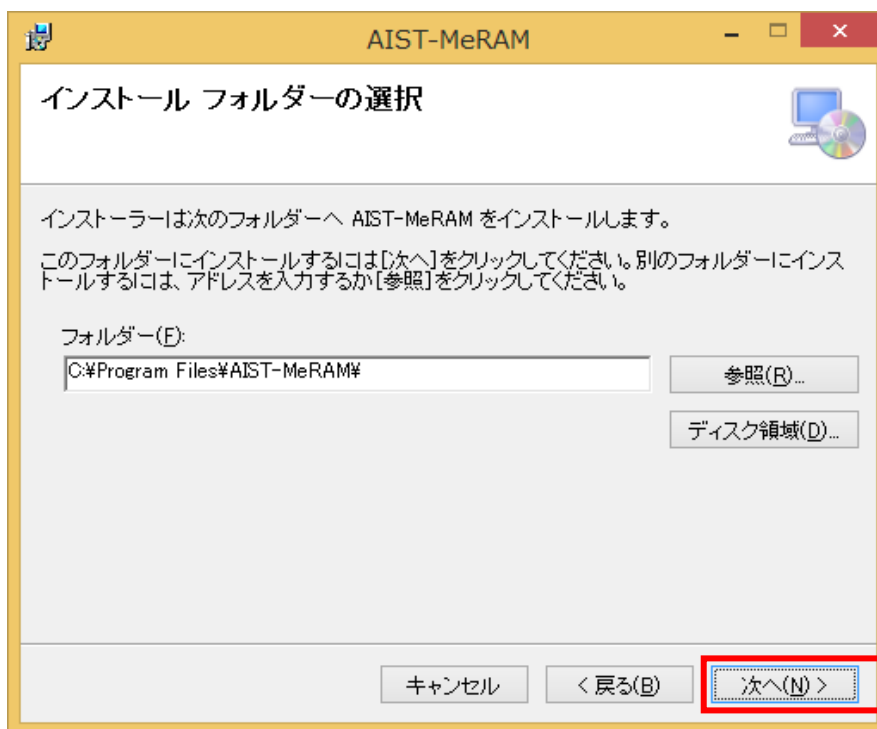 AIST-MeRAM
インストール フォルダーの選択
インストーラーは次のフォルダーへ AIST-MeRAM をインストールします。
このフォルダーにインストールするには[次へ]をクリックしてください。別のフォルダーにインス
トールするには、アドレスを入力するか[参照]をクリックしてください。
フォルダー(F):
C:¥Program Files¥AIST-MeRAM¥
参照(R)...
ディスク領域(D)...
キャンセル
< 戻る(B)
次へ(N) >